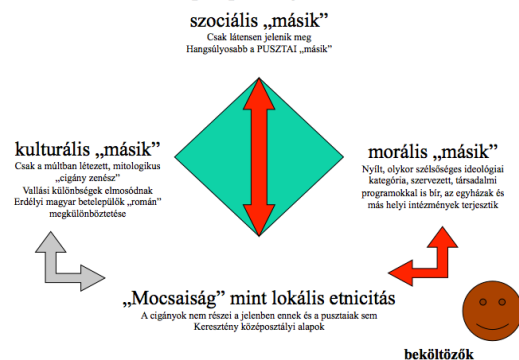 szociális „másik”
Csak látensen jelenik meg
Hangsúlyosabb a PUSZTAI „másik”
kulturális „másik”
Csak a múltban létezett, mitologikus
„cigány zenész”
Vallási különbségek elmosódnak
Erdélyi magyar betelepülők „román”
megkülönböztetése
morális „másik”
Nyílt, olykor szélsőséges ideológiai
kategória, szervezett, társadalmi
programokkal is bír, az egyházak és
más helyi intézmények terjesztik
„Mocsaiság” mint lokális etnicitás
A cigányok nem részei a jelenben ennek és a pusztaiak sem
Keresztény középosztályi alapok
beköltözők